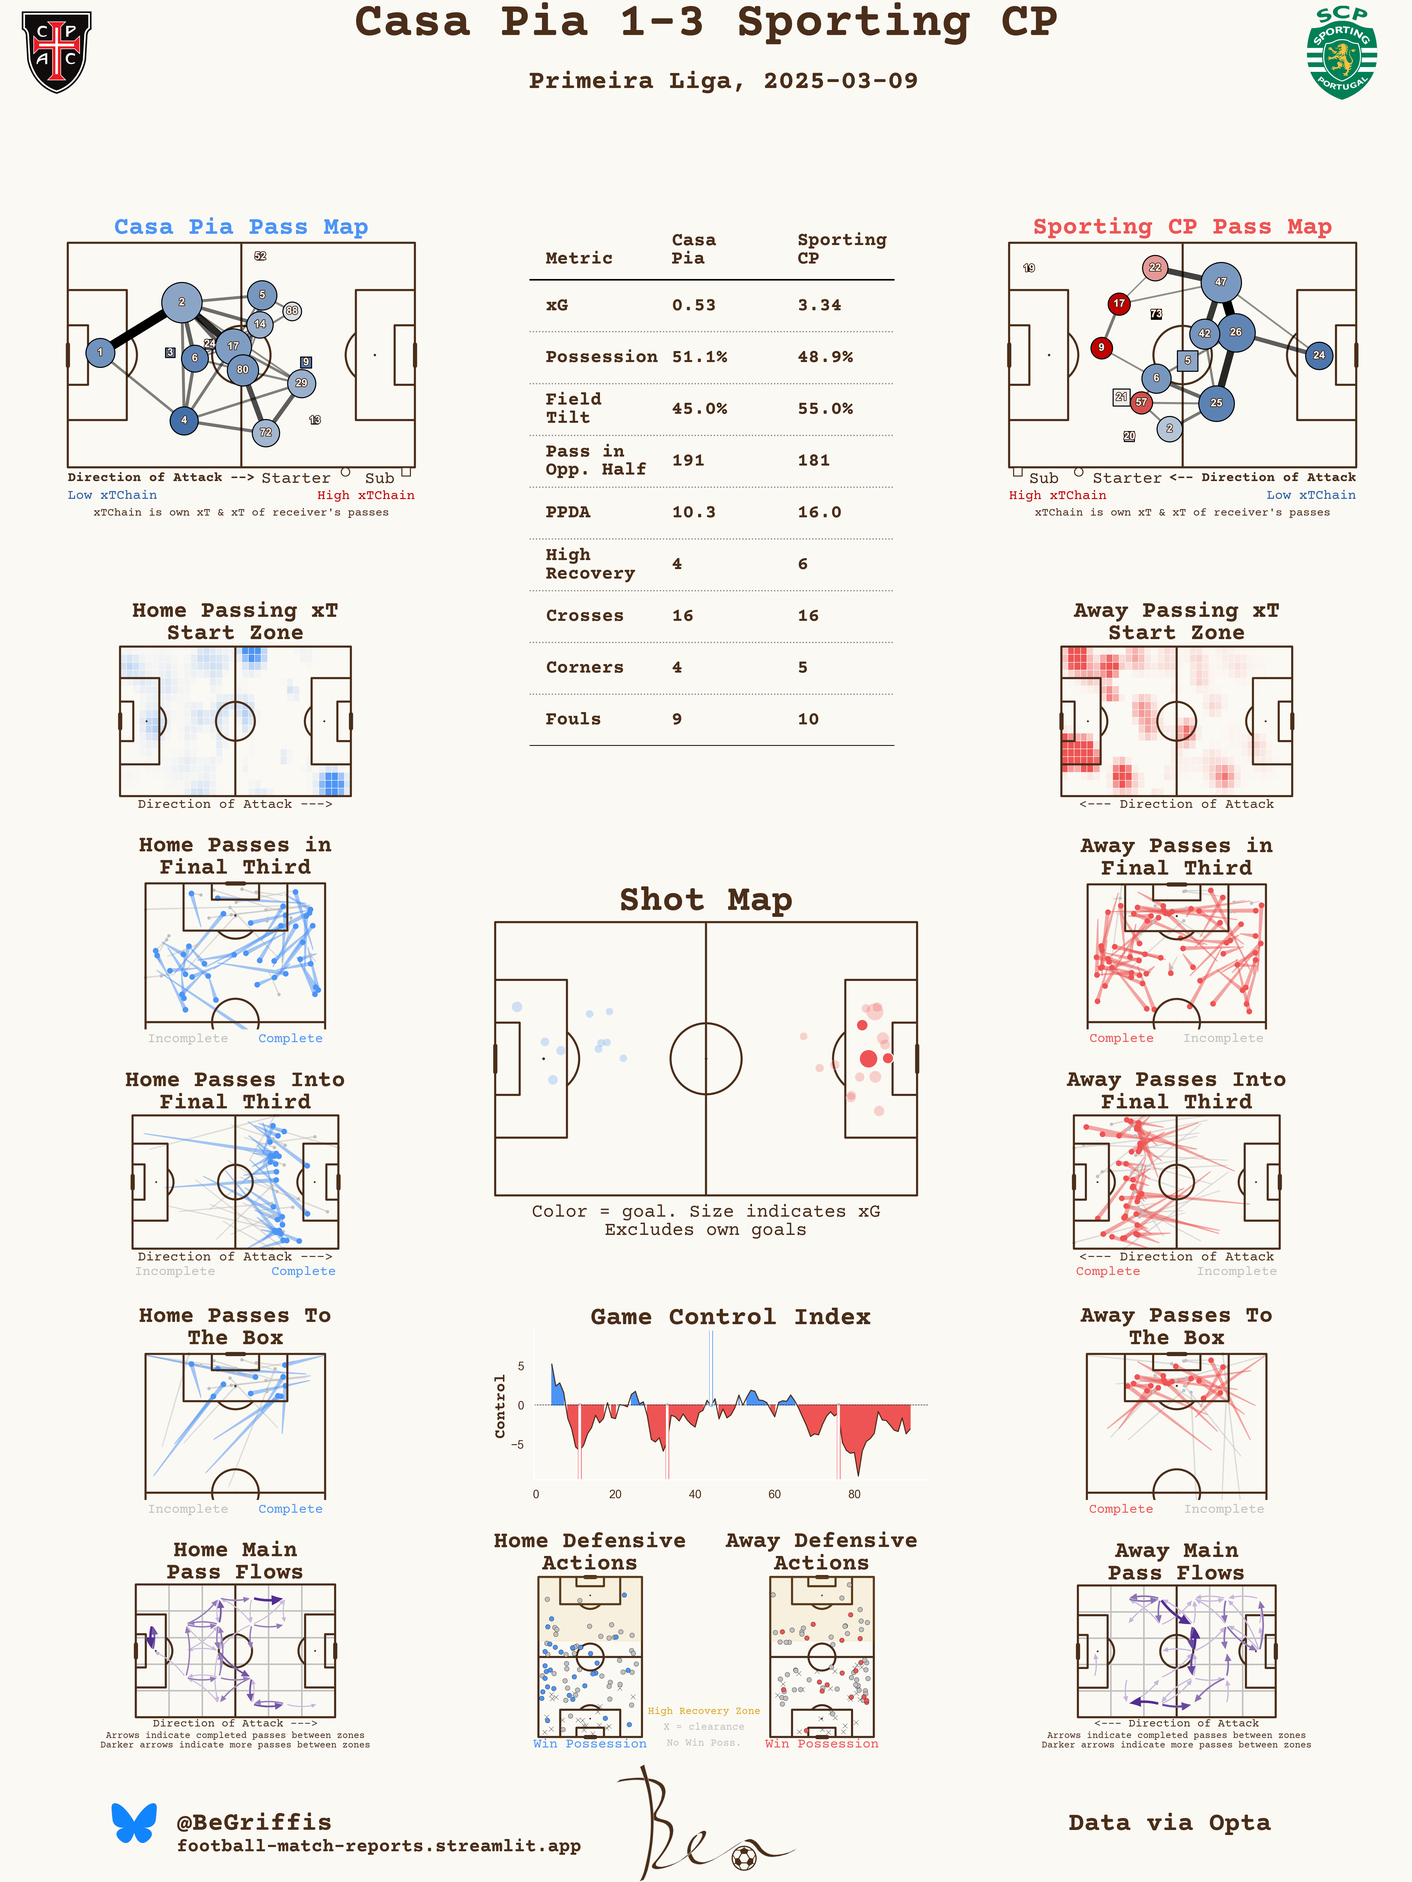 Casa Pia 1-3 Sporting CP
Primeira Liga, 2025-03-09
C P
A C
SCP
SPORTING
PORTUGAL
Casa Pia Pass Map
52
5
2
88
14
24
17
3
6
1
9
80
29
4
13
72
Direction of Attack --> Starter Sub
Low xTChain High xTChain
xTChain is own xT & xT of receiver's passes
Metric Casa Pia Sporting CP
xG 0.53 3.34
Possession 51.1% 48.9%
Field Tilt 45.0% 55.0%
Pass in Opp. Half 191 181
PPDA 10.3 16.0
High Recovery 4 6
Crosses 16 16
Corners 4 5
Fouls 9 10
Sporting CP Pass Map
19
22
47
17
73
42
26
9
5
24
6
21
57
25
2
20
Sub Starter <-- Direction of Attack
High xTChain Low xTChain
xTChain is own xT & xT of receiver's passes
Home Passing xT
Start Zone
Direction of Attack --->
Away Passing xT
Start Zone
<--- Direction of Attack
Home Passes in
Final Third
Incomplete Complete
Away Passes in
Final Third
Complete Incomplete
Shot Map
Color = goal. Size indicates xG
Excludes own goals
Home Passes Into
Final Third
Direction of Attack --->
Incomplete Complete
Away Passes Into
Final Third
<--- Direction of Attack
Complete Incomplete
Home Passes To
The Box
Incomplete Complete
Game Control Index
Control
5
0
−5
0 20 40 60 80
Away Passes To
The Box
Complete Incomplete
Home Main
Pass Flows
Direction of Attack --->
Arrows indicate completed passes between zones
Darker arrows indicate more passes between zones
Home Defensive
Actions
Win Possession
Away Defensive
Actions
Win Possession
High Recovery Zone
X = clearance
No Win Poss.
Away Main
Pass Flows
<--- Direction of Attack
Arrows indicate completed passes between zones
Darker arrows indicate more passes between zones
@BeGriffis
football-match-reports.streamlit.app
Ben
Data via Opta